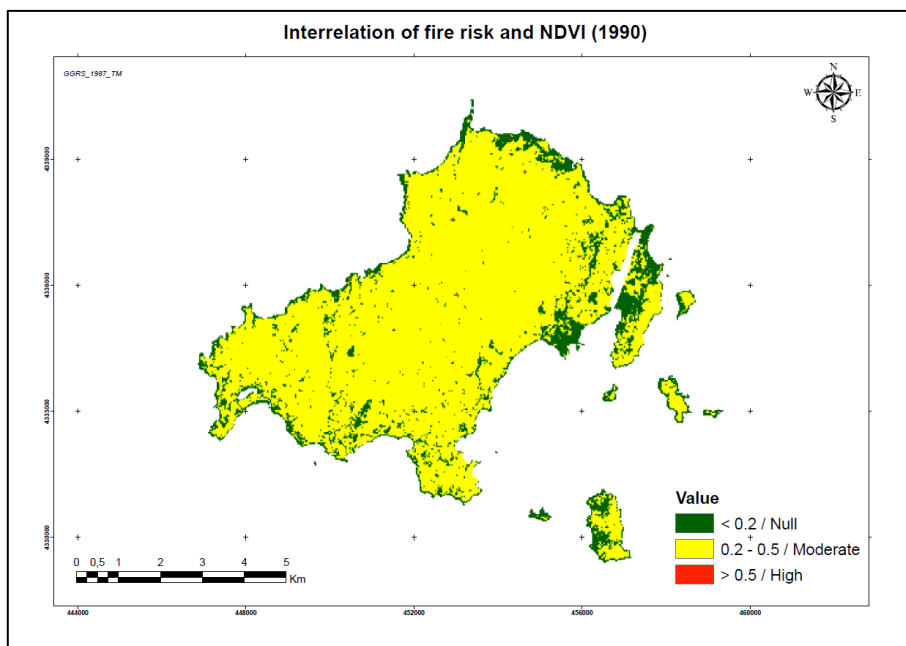 Interrelation of fire risk and NDVI (1990)
GGRS_1987_TM
N
W E
S
4339000
4336000
4333000
4330000
Value
< 0.2 / Null
0.2 - 0.5 / Moderate
> 0.5 / High
0 0,5 1 2 3 4 5
Km
444000 448000 452000 456000 460000